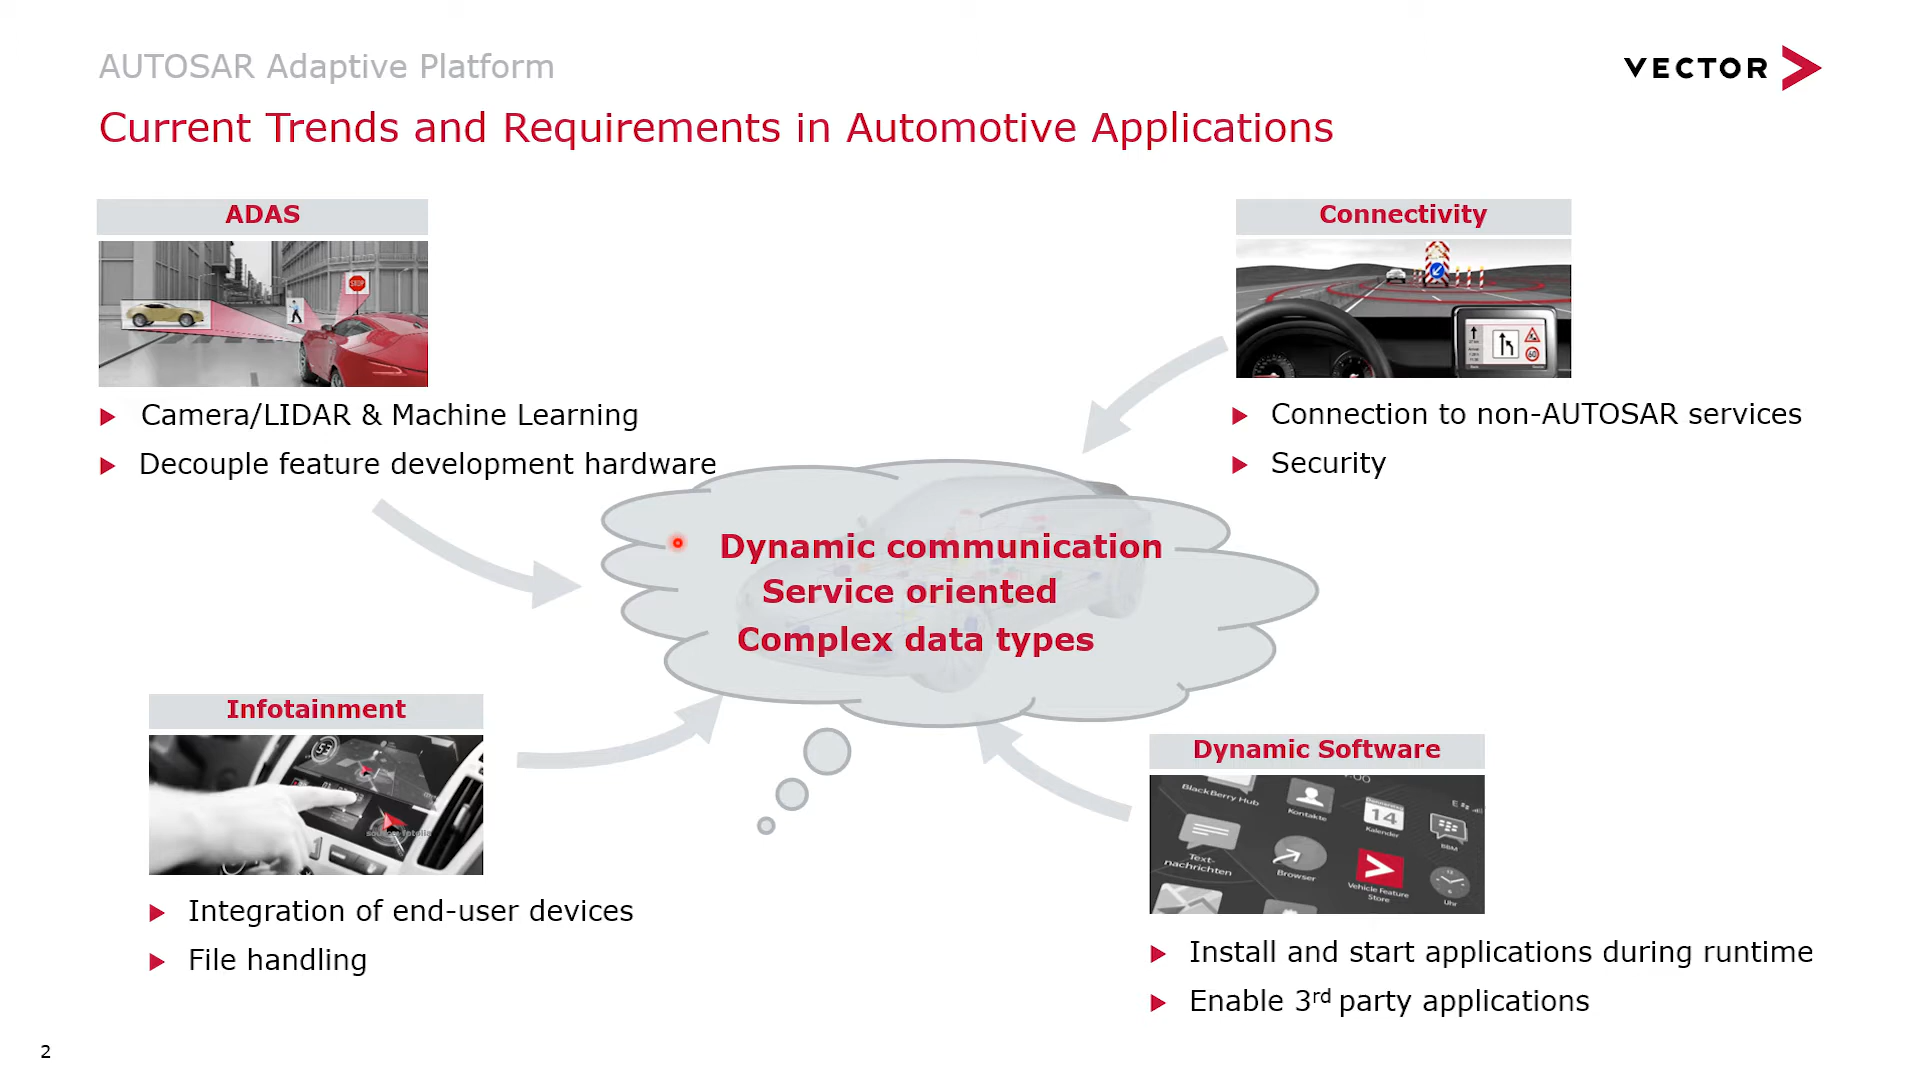 AUTOSAR Adaptive Platform
VECTOR
Current Trends and Requirements in Automotive Applications
ADAS
STOP
Camera/LIDAR & Machine Learning
Decouple feature development hardware
Connectivity
60
Connection to non-AUTOSAR services
Security
Dynamic communication
Service oriented
Complex data types
Infotainment
53
Integration of end-user devices
File handling
Dynamic Software
BlackBerry Hub
Kontakte
14
Kalender
BBM
Text-
nachrichten
Browser
Vehicle Feature
Store
Uhr
Install and start applications during runtime
Enable 3rd party applications
2